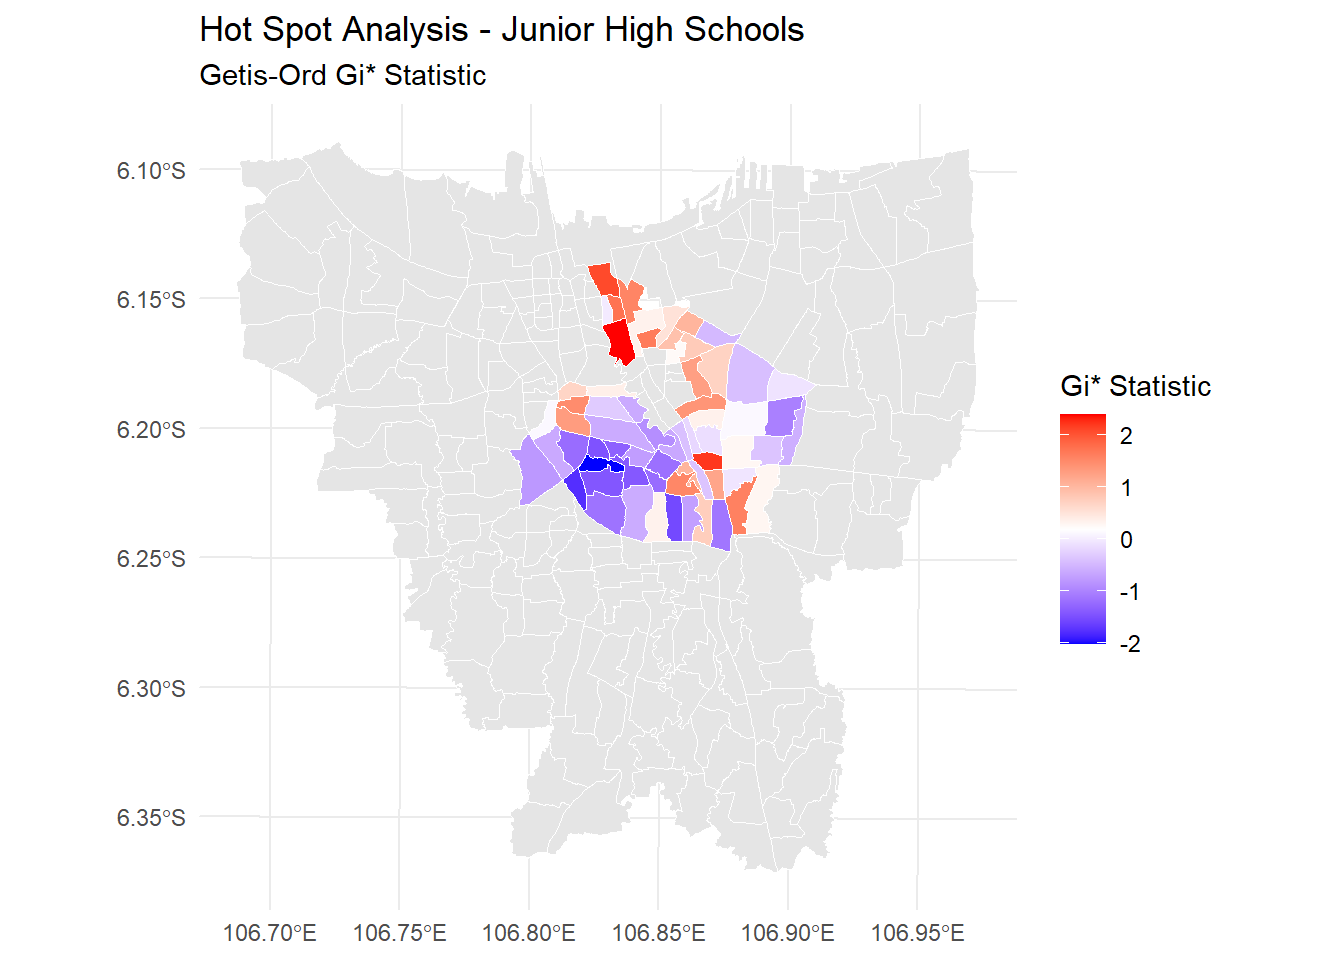 Hot Spot Analysis - Junior High Schools
Getis-Ord Gi* Statistic
6.10°S
6.15°S
6.20°S
6.25°S
6.30°S
6.35°S
106.70°E
106.75°E
106.80°E
106.85°E
106.90°E
106.95°E
Gi* Statistic
2
1
0
-1
-2